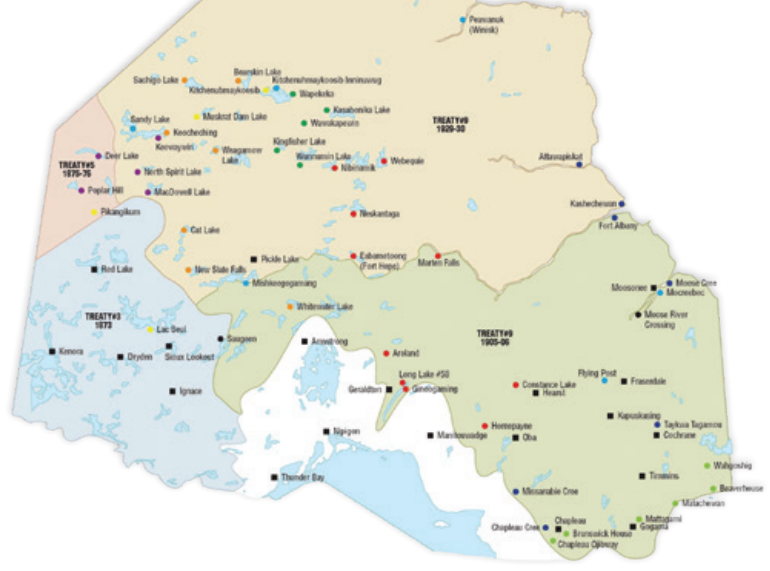 Peawanuk
(Winisk)
Bearskin Lake
Sachigo Lake
Kitchenuhmaykoosib Inninuwug
Kitchenuhmaykoosib
Wapekeka
Kasabonika Lake
Muskrat Dam Lake
Wawakapewin
TREATY#9
1929-30
Sandy Lake
Koocheching
Keewaywin
Kingfisher Lake
Weagamow
Lake
Wunnumin Lake
Webequie
Nibinamik
Attawapiskat
TREATY#5
1875-76
Deer Lake
North Spirit Lake
Poplar Hill
MacDowell Lake
Pikangikum
Neskantaga
Kashechewan
Fort Albany
Cat Lake
Pickle Lake
Eabametoong
(Fort Hope)
Marten Falls
Red Lake
New Slate Falls
Mishkeegogamang
Moose Cree
Moosonee
Mocreebec
Whitewater Lake
Moose River
Crossing
TREATY#3
1873
Lac Seul
Saugeen
TREATY#9
1905-06
Armstrong
Kenora
Dryden
Sioux Lookout
Aroland
Long Lake #58
Flying Post
Ignace
Geraldton
Ginoogaming
Constance Lake
Hearst
Fraserdale
Kapuskasing
Hornepayne
Taykwa Tagamou
Nipigon
Manitouwadge
Oba
Cochrane
Thunder Bay
Timmins
Wahgoshig
Missanabie Cree
Beaverhouse
Matachewan
Chapleau Cree
Chapleau
Mattagami
Gogama
Brunswick House
Chapleau Ojibway